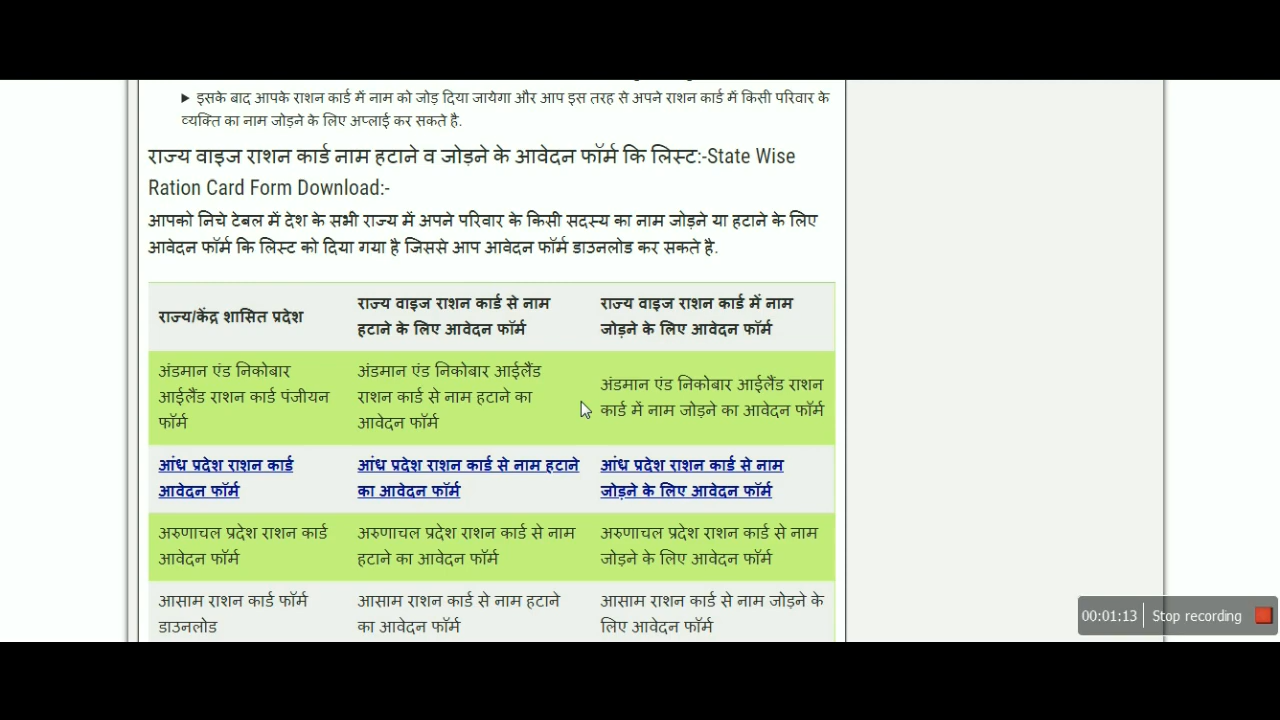 ▶ इसके बाद आपके राशन कार्ड में नाम को जोड़ दिया जायेगा और आप इस तरह से अपने राशन कार्ड में किसी परिवार के
व्यक्ति का नाम जोड़ने के लिए अप्लाई कर सकते है.
राज्य वाइज राशन कार्ड नाम हटाने व जोड़ने के आवेदन फॉर्म कि लिस्ट:-State Wise
Ration Card Form Download:-
आपको निचे टेबल में देश के सभी राज्य में अपने परिवार के किसी सदस्य का नाम जोड़ने या हटाने के लिए
आवेदन फॉर्म कि लिस्ट को दिया गया है जिससे आप आवेदन फॉर्म डाउनलोड कर सकते है.
राज्य/केंद्र शासित प्रदेश
राज्य वाइज राशन कार्ड से नाम
हटाने के लिए आवेदन फॉर्म
राज्य वाइज राशन कार्ड में नाम
जोड़ने के लिए आवेदन फॉर्म
अंडमान एंड निकोबार
आईलैंड राशन कार्ड पंजीयन
फॉर्म
अंडमान एंड निकोबार आईलैंड
राशन कार्ड से नाम हटाने का
आवेदन फॉर्म
अंडमान एंड निकोबार आईलैंड राशन
कार्ड में नाम जोड़ने का आवेदन फॉर्म
आंध्र प्रदेश राशन कार्ड
आवेदन फॉर्म
आंध्र प्रदेश राशन कार्ड से नाम हटाने
का आवेदन फॉर्म
आंध्र प्रदेश राशन कार्ड से नाम
जोड़ने के लिए आवेदन फॉर्म
अरुणाचल प्रदेश राशन कार्ड
आवेदन फॉर्म
अरुणाचल प्रदेश राशन कार्ड से नाम
हटाने का आवेदन फॉर्म
अरुणाचल प्रदेश राशन कार्ड से नाम
जोड़ने के लिए आवेदन फॉर्म
आसाम राशन कार्ड फॉर्म
डाउनलोड
आसाम राशन कार्ड से नाम हटाने
का आवेदन फॉर्म
आसाम राशन कार्ड से नाम जोड़ने के
लिए आवेदन फॉर्म
00:01:13 Stop recording